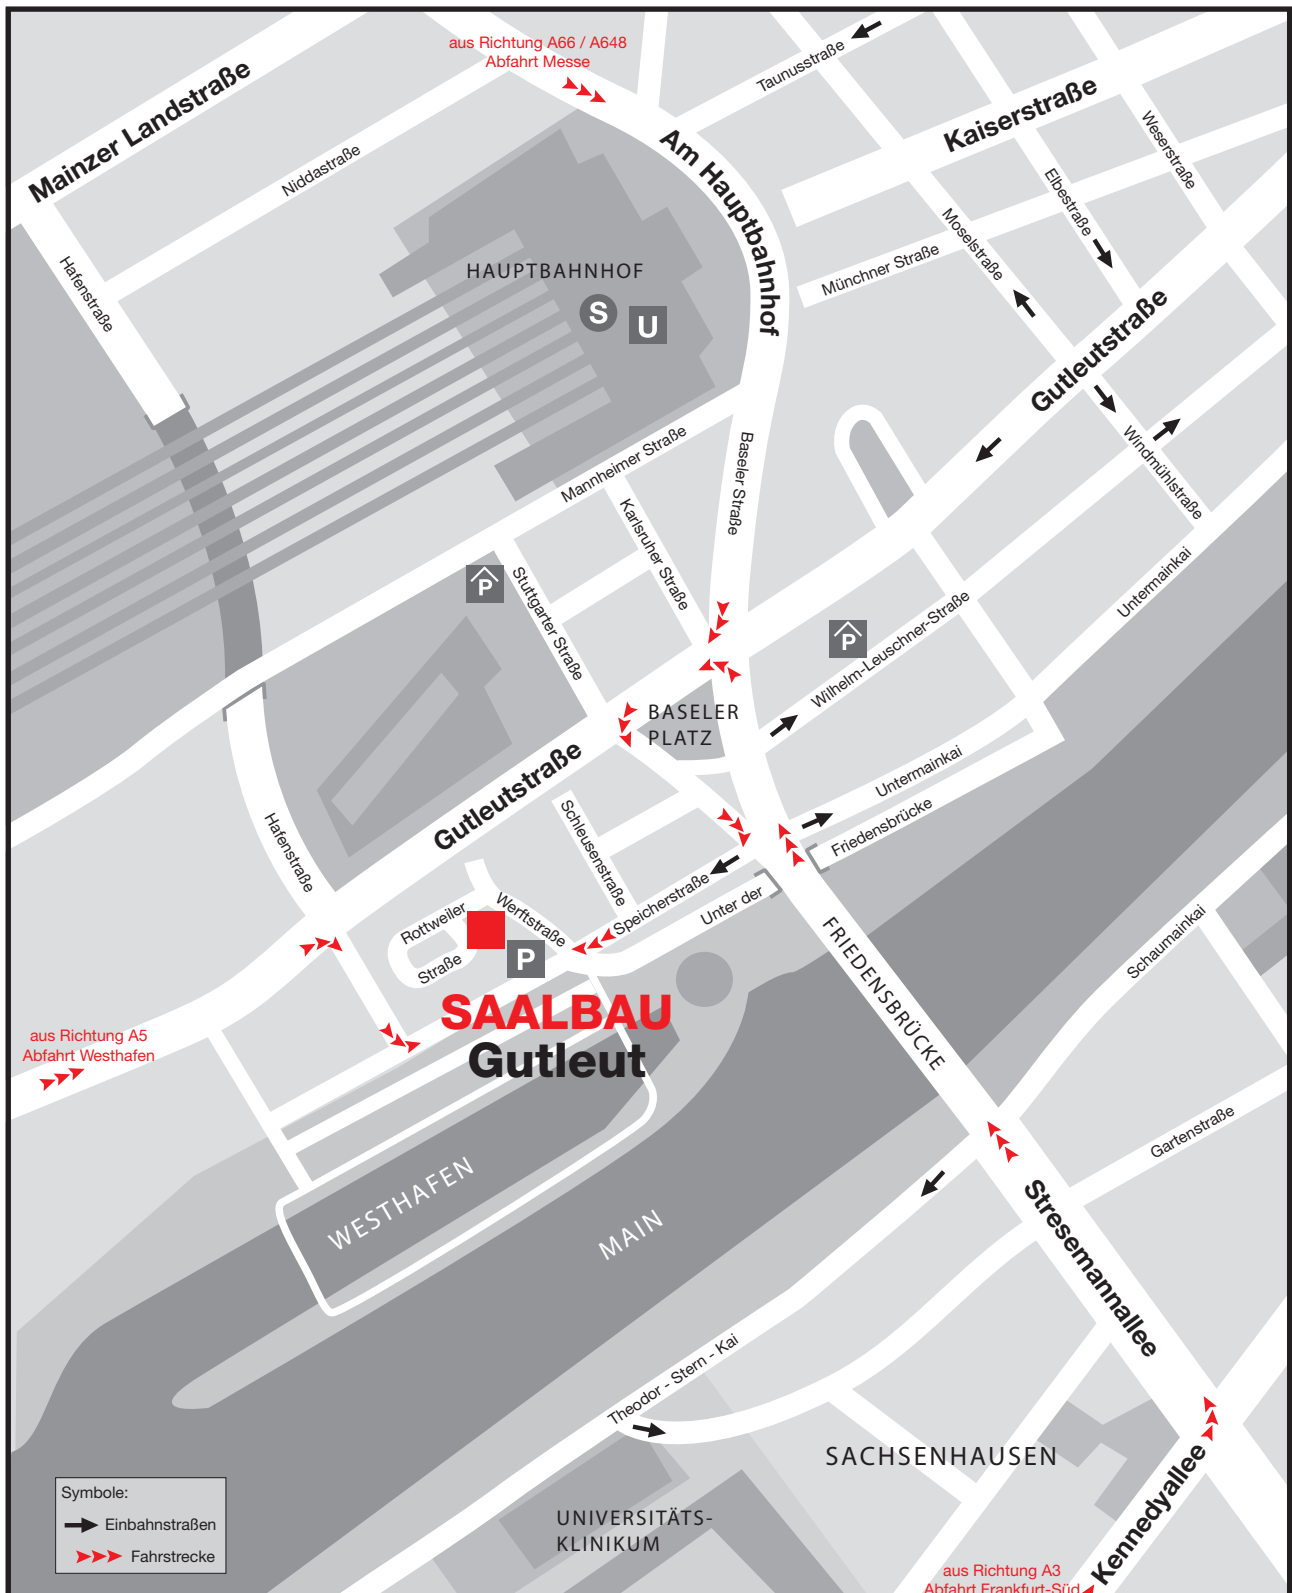 aus Richtung A66 / A648
Abfahrt Messe
Taunusstraße
Mainzer Landstraße
Kaiserstraße
Niddastraße
Am Hauptbahnhof
Weserstraße
Elbestraße
Moselstraße
Münchner Straße
Hafenstraße
HAUPTBAHNHOF
S
U
Gutleutstraße
Mannheimer Straße
Baseler Straße
Windmühlstraße
Karlsruher Straße
Untermainkai
P
Stuttgarter Straße
P
Wilhelm-Leuschner-Straße
BASELER
PLATZ
Gutleutstraße
Untermainkai
Friedensbrücke
Hafenstraße
Schleusenstraße
Speicherstraße
Unter der
Rottweiler
Straße
Werftstraße
P
FRIEDENSBRÜCKE
Schaumainkai
SAALBAU
Gutleut
aus Richtung A5
Abfahrt Westhafen
Gartenstraße
WESTHAFEN
MAIN
Stresemannallee
Theodor - Stern - Kai
SACHSENHAUSEN
UNIVERSITÄTS-
KLINIKUM
Kennedyallee
aus Richtung A3
Abfahrt Frankfurt-Süd
Symbole:
Einbahnstraßen
Fahrstrecke